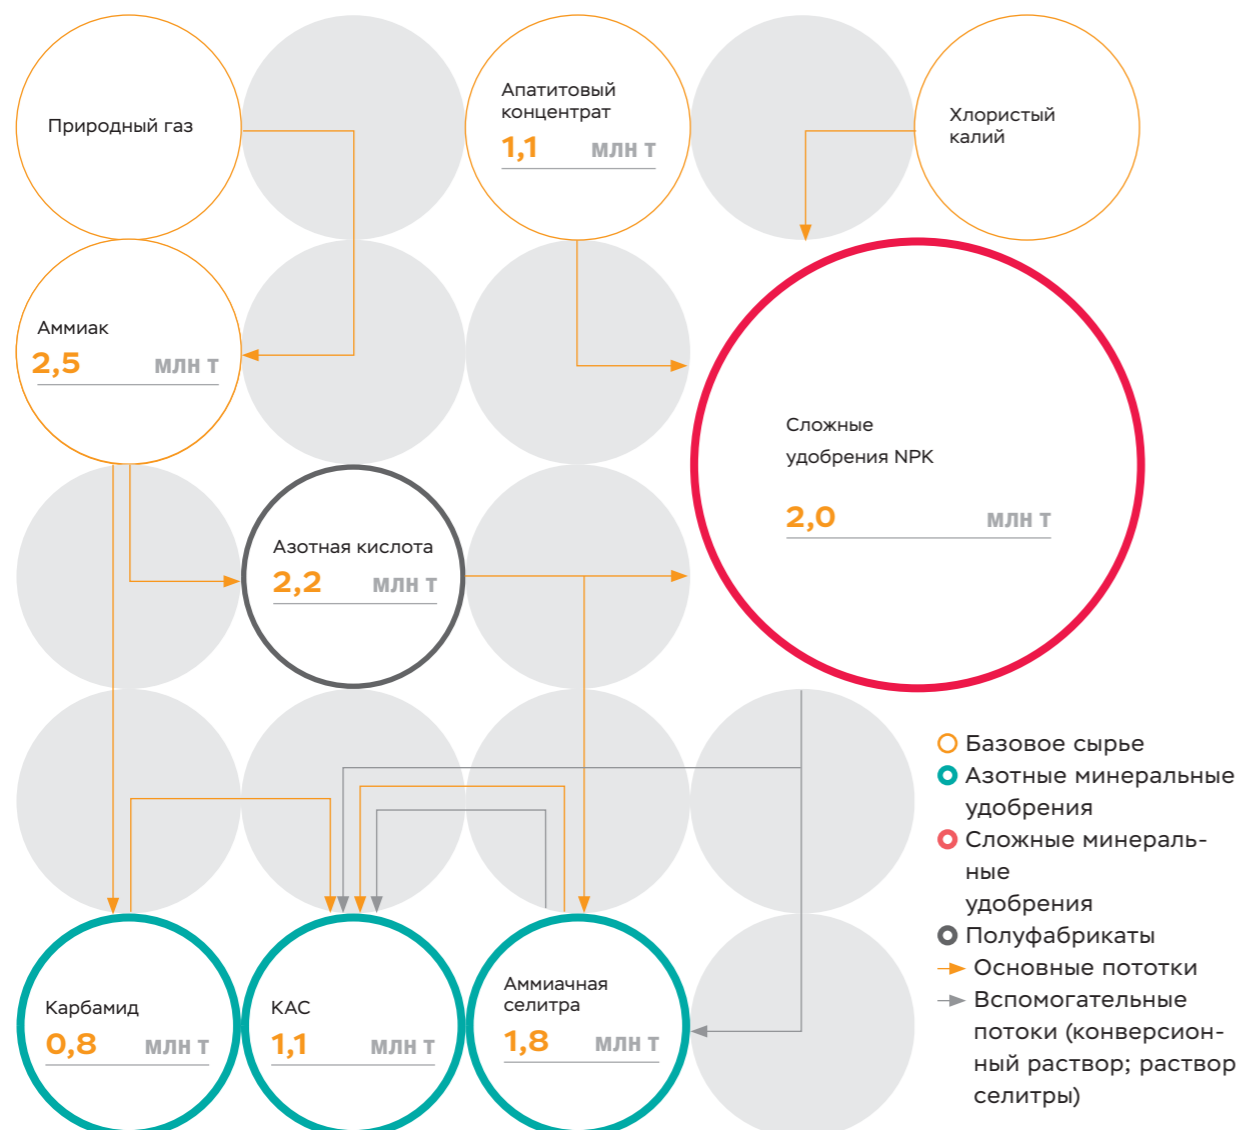 Природный газ
Апатитовый
концентрат
1,1 млн т
Хлористый
калий
Аммиак
2,5 млн т
Сложные
удобрения NPK
2,0 млн т
Азотная кислота
2,2 млн т
Карбамид
0,8 млн т
КАС
1,1 млн т
Аммиачная
селитра
1,8 млн т
Базовое сырье
Азотные минеральные
удобрения
Сложные минераль-
ные
удобрения
Полуфабрикаты
Основные пототки
Вспомогательные
потоки (конверсион-
ный раствор; раствор
селитры)